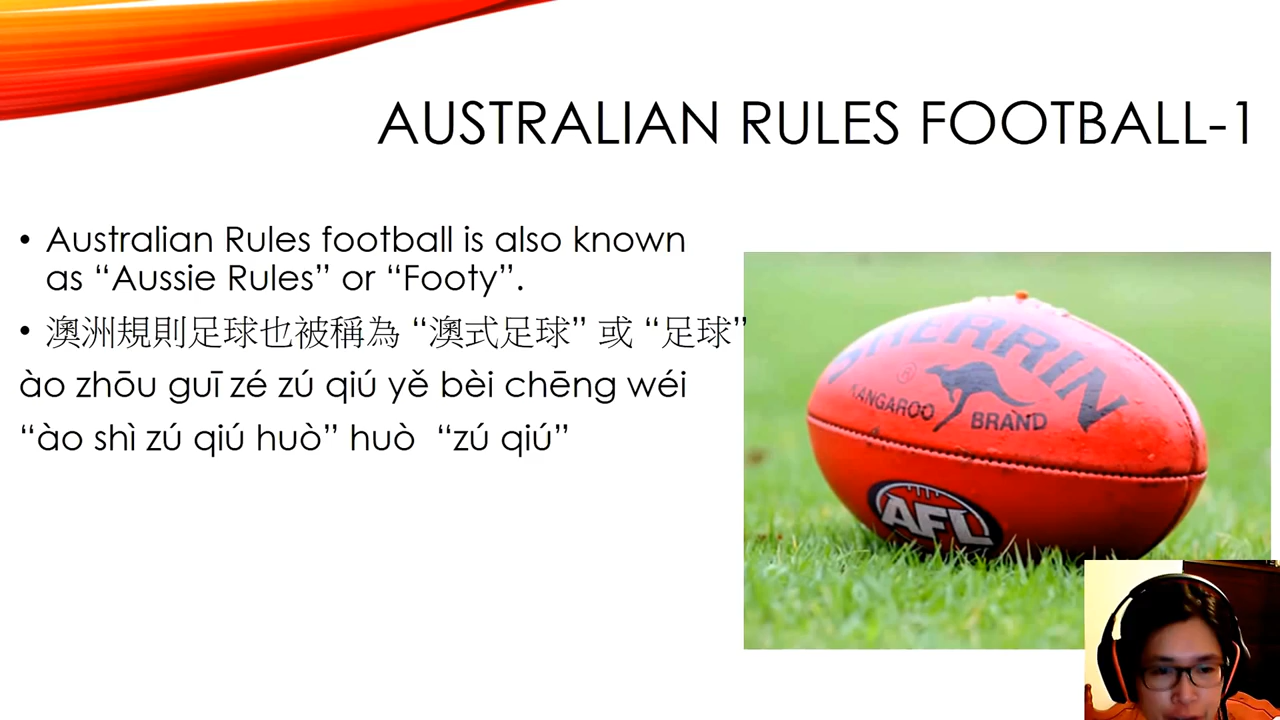 AUSTRALIAN RULES FOOTBALL-1
• Australian Rules football is also known
as “Aussie Rules” or “Footy”.
• 澳洲規則足球也被稱為 “澳式足球” 或 “足球”
ào zhōu guī zé zú qiú yě bèi chēng wéi
“ào shì zú qiú huò” huò “zú qiú”
SHERRIN
®
KANGAROO BRAND
AFL